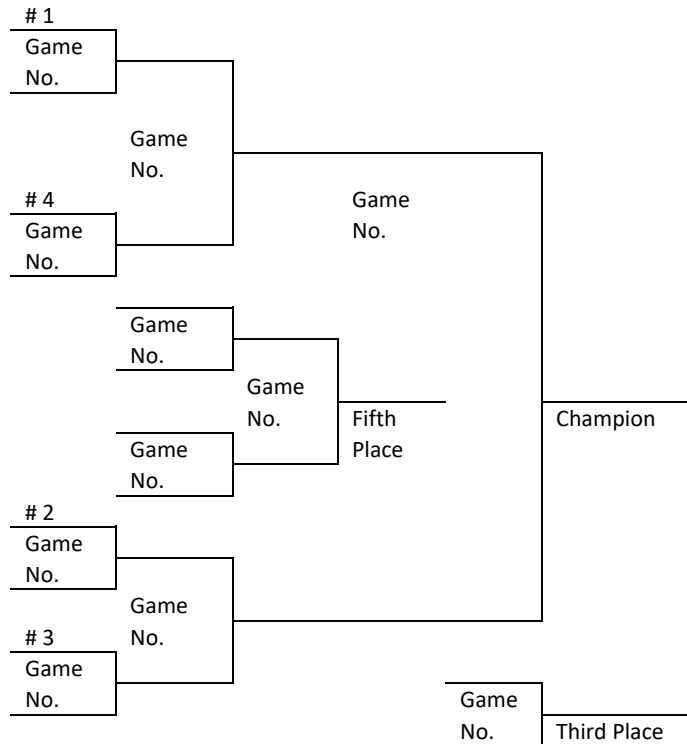 # 1
Game
No.
Game
No.
# 4
Game
No.
Game
No.
Game
No.
Game
No.
Fifth
Place
Champion
Game
No.
# 2
Game
No.
Game
No.
# 3
Game
No.
Game
No.
Third Place